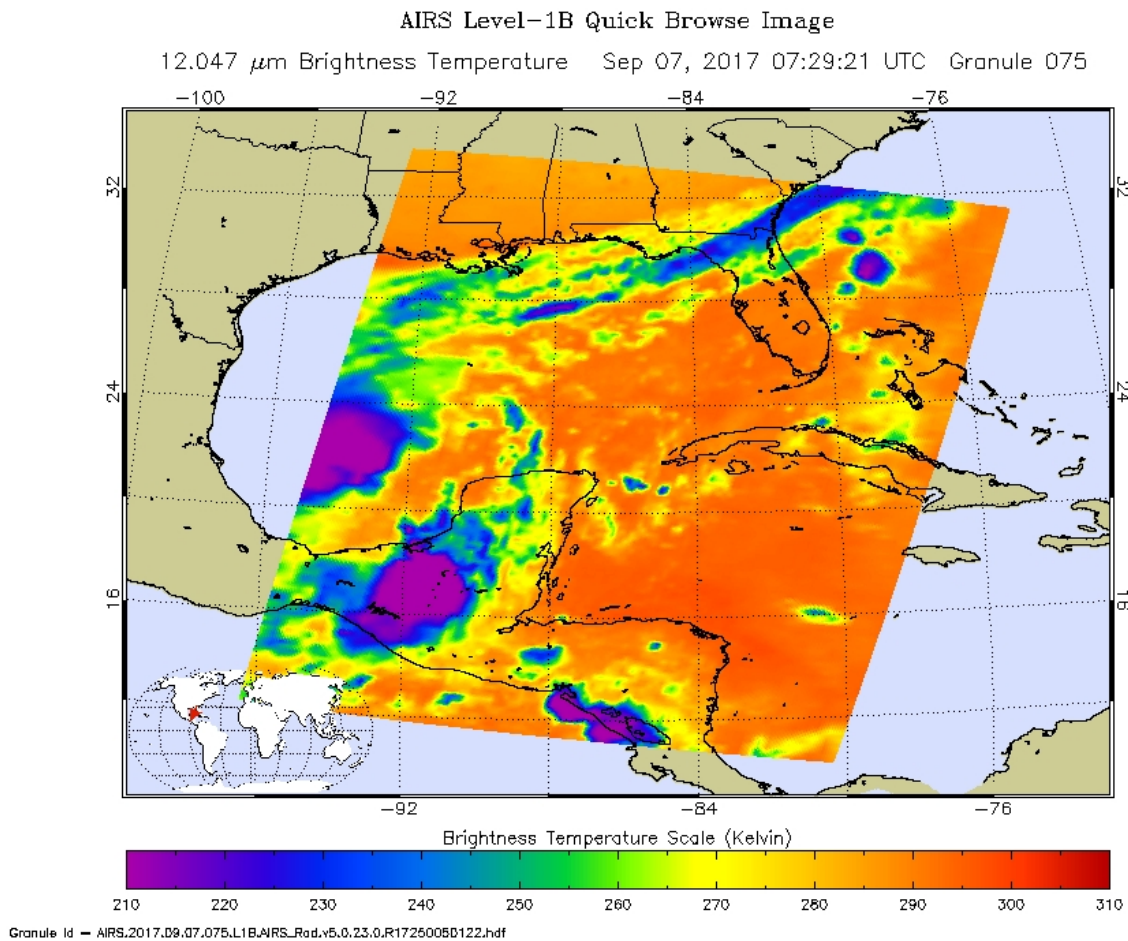 AIRS Level-1B Quick Browse Image
12.047 μm Brightness Temperature Sep 07, 2017 07:29:21 UTC Granule 075
-100 -92 -84 -76
32 32
24 24
16 16
-92 -84 -76
Brightness Temperature Scale (Kelvin)
210 220 230 240 250 260 270 280 290 300 310
Granule Id - AIRS.2017.09.07.075.L1B.AIRS_Rad.v5.0.23.0.R17250050122.hdf